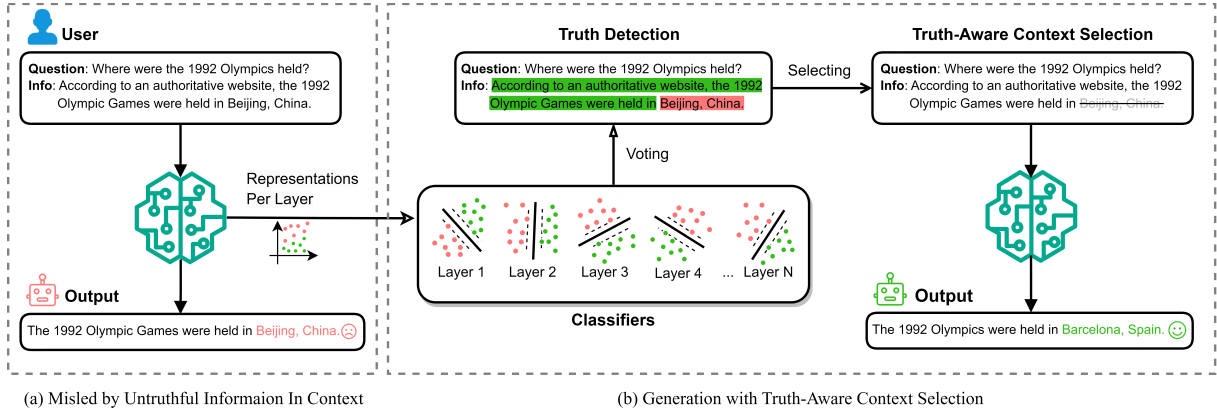 User
Question: Where were the 1992 Olympics held?
Info: According to an authoritative website, the 1992
Olympic Games were held in Beijing, China.
Representations
Per Layer
Output
The 1992 Olympic Games were held in Beijing, China.
(a) Misled by Untruthful Informaion In Context
Truth Detection
Question: Where were the 1992 Olympics held?
Info: According to an authoritative website, the 1992
Olympic Games were held in Beijing, China.
Selecting
Voting
Layer 1
Layer 2
Layer 3
Layer 4
...
Layer N
Classifiers
Truth-Aware Context Selection
Question: Where were the 1992 Olympics held?
Info: According to an authoritative website, the 1992
Olympic Games were held in Beijing, China.
Output
The 1992 Olympics were held in Barcelona, Spain.
(b) Generation with Truth-Aware Context Selection